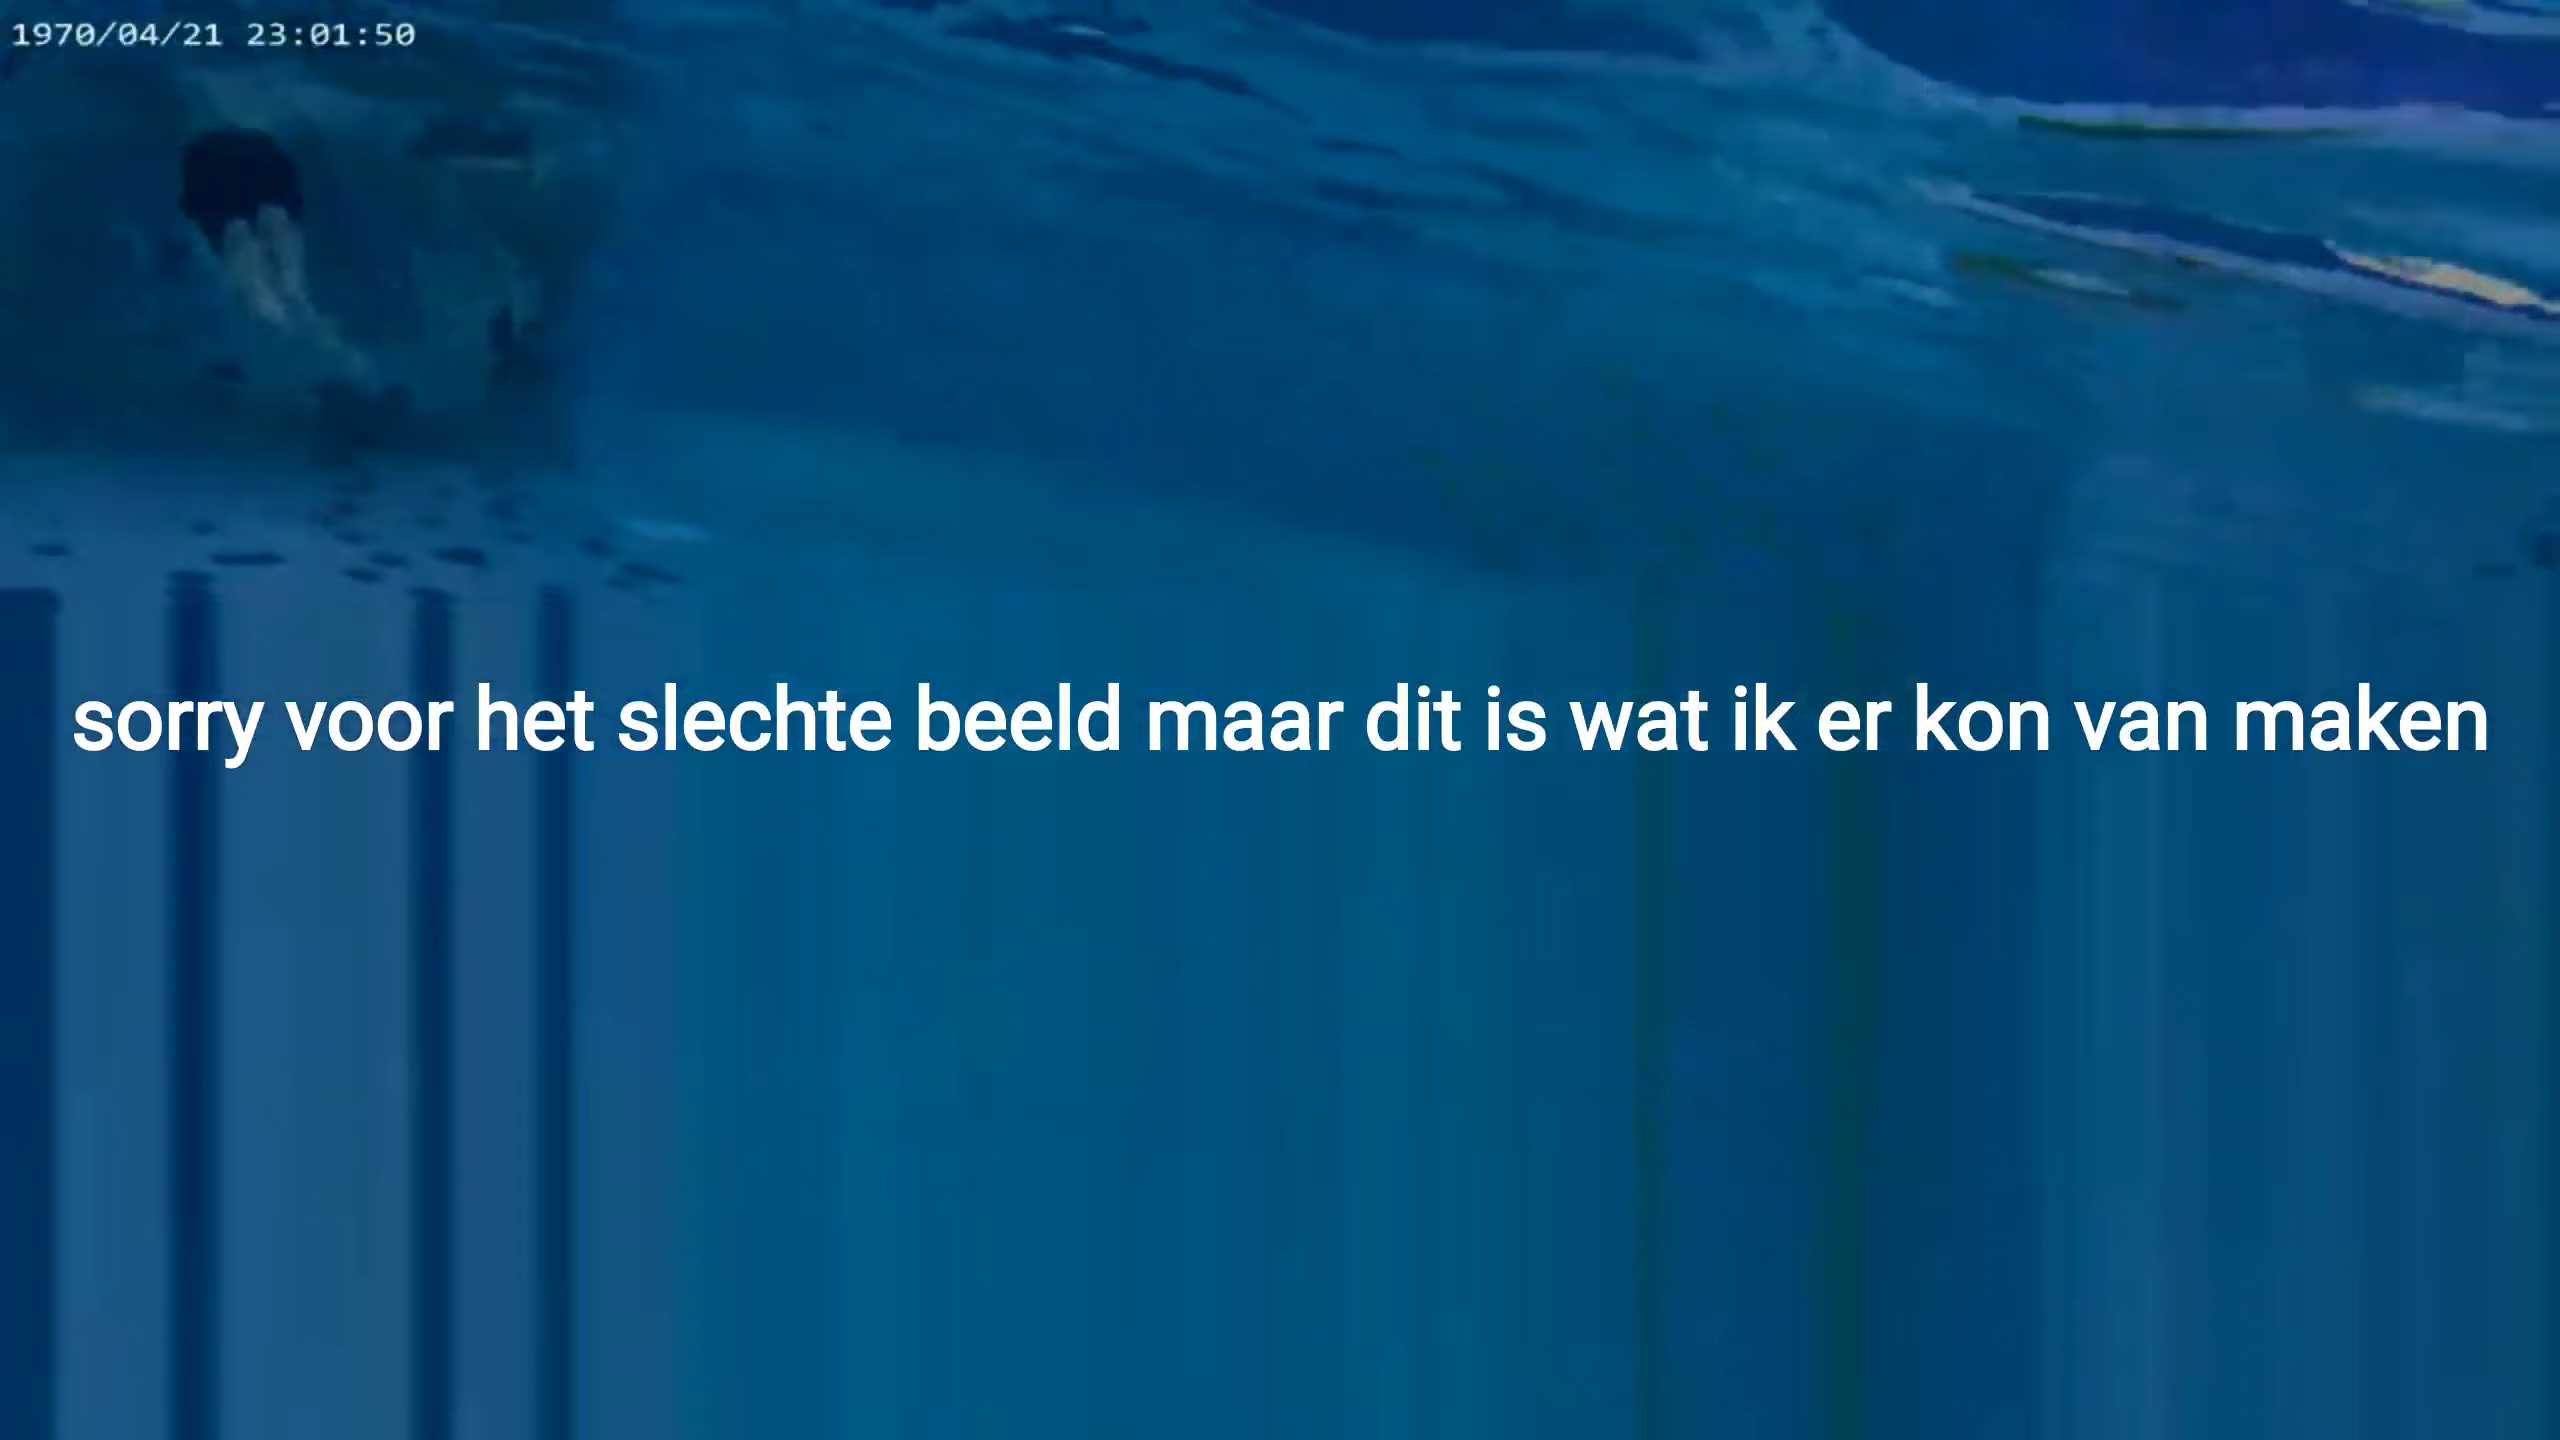 1970/04/21 23:01:50
sorry voor het slechte beeld maar dit is wat ik er kon van maken